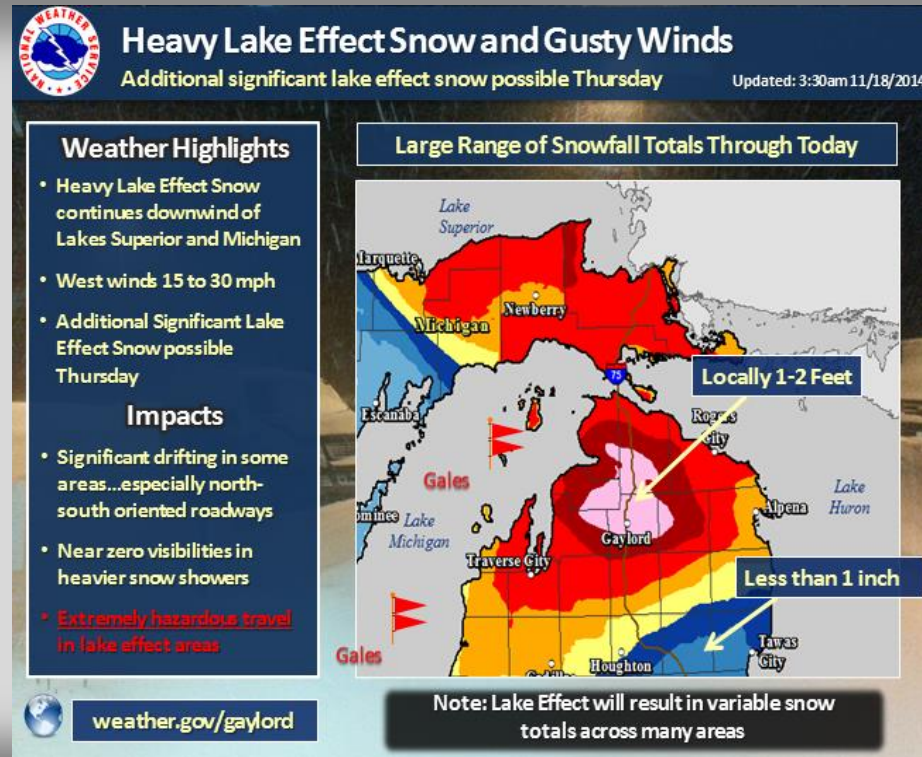 NATIONAL WEATHER SERVICE
Heavy Lake Effect Snow and Gusty Winds
Additional significant lake effect snow possible Thursday
Updated: 3:30am 11/18/2014
Weather Highlights
• Heavy Lake Effect Snow
continues downwind of
Lakes Superior and Michigan
• West winds 15 to 30 mph
• Additional Significant Lake
Effect Snow possible
Thursday
Impacts
• Significant drifting in some
areas...especially north-
south oriented roadways
• Near zero visibilities in
heavier snow showers
• Extremely hazardous travel
in lake effect areas
weather.gov/gaylord
Large Range of Snowfall Totals Through Today
Lake
Superior
Marquette
Newberry
Michigan
75
Locally 1-2 Feet
Escanaba
Rogers
City
Gales
Lake
Huron
Alpena
Lake
Michigan
Gaylord
Traverse City
Less than 1 inch
Gales
Houghton
Tawas
City
Note: Lake Effect will result in variable snow
totals across many areas